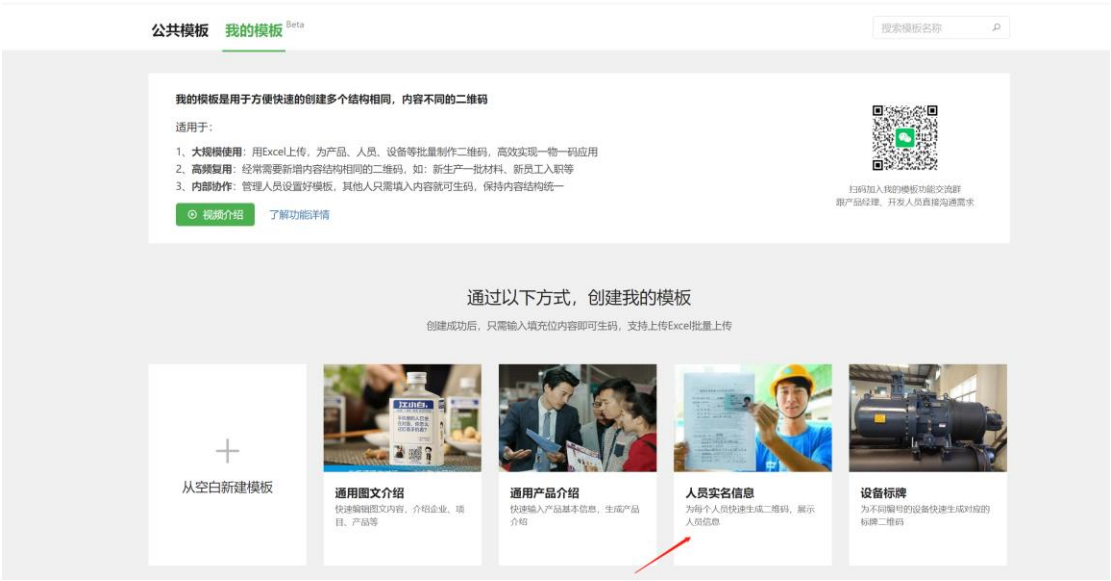 公共模板 我的模板 Beta
搜索模板名称
我的模板是用于方便快速的创建多个结构相同，内容不同的二维码
适用于：
1、大规模使用：用Excel上传，为产品、人员、设备等批量制作二维码，高效实现一物一码应用
2、高频复用：经常需要新增内容结构相同的二维码，如：新生产一批材料、新员工入职等
3、内部协作：管理人员设置好模板，其他人只需填入内容就可生码，保持内容结构统一
视频介绍 了解功能详情
扫码加入我的模板功能交流群
跟产品经理、开发人员直接沟通需求
通过以下方式，创建我的模板
创建成功后，只需输入填充位内容即可生码，支持上传Excel批量上传
从空白新建模板
江小白
通用图文介绍
快速编辑图文内容，介绍企业、项
目、产品等
通用产品介绍
快速输入产品基本信息，生成产品
介绍
人员实名信息
为每个人员快速生成二维码，展示
人员信息
设备标牌
为不同编号的设备快速生成对应的
标牌二维码